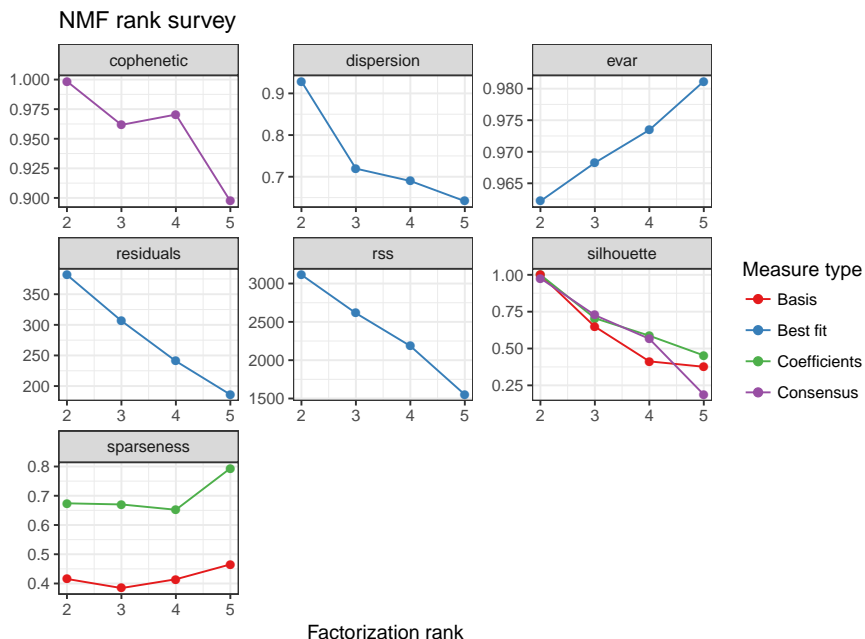 NMF rank survey
cophenetic
dispersion
evar
1.000
0.975
0.950
0.925
0.900
2 3 4 5
0.9
0.8
0.7
2 3 4 5
0.980
0.975
0.970
0.965
2 3 4 5
residuals
rss
silhouette
350
300
250
200
2 3 4 5
3000
2500
2000
1500
2 3 4 5
1.00
0.75
0.50
0.25
2 3 4 5
sparseness
0.8
0.7
0.6
0.5
0.4
2 3 4 5
Factorization rank
Measure type
Basis
Best fit
Coefficients
Consensus